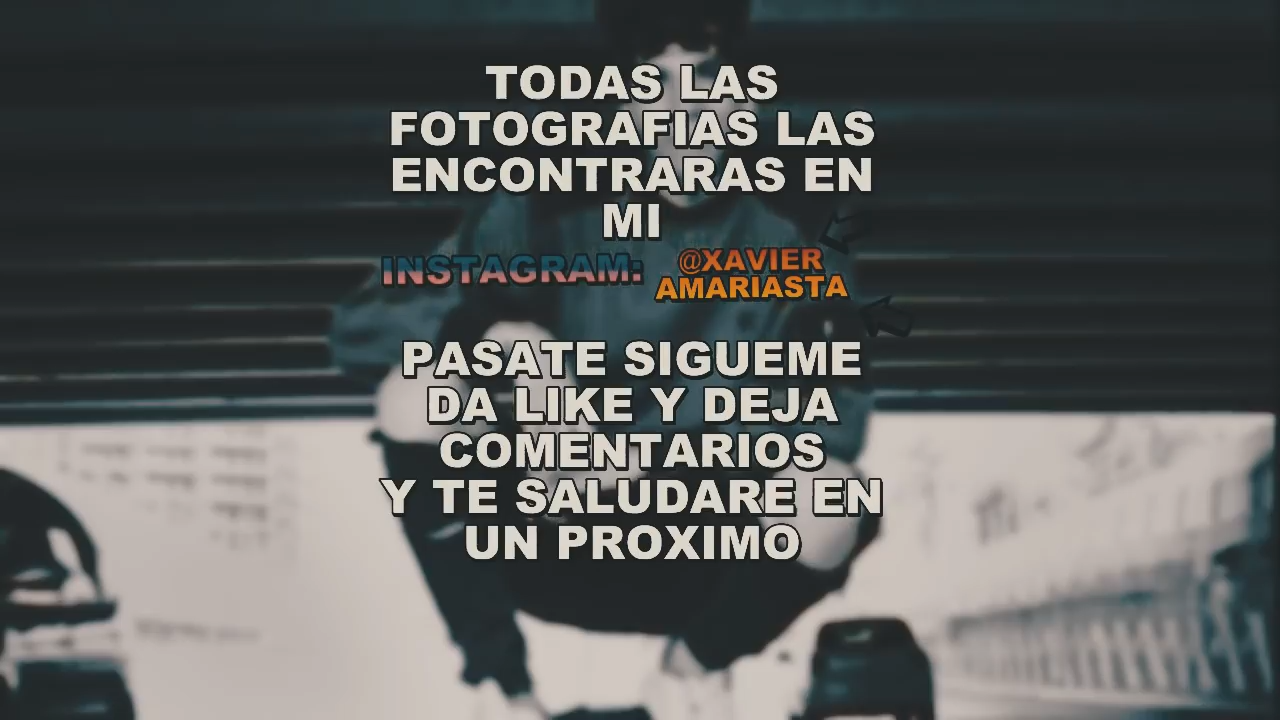 TODAS LAS
FOTOGRAFIAS LAS
ENCONTRARAS EN
MI
INSTAGRAM: @XAVIER
AMARIASTA
PASATE SIGUEME
DA LIKE Y DEJA
COMENTARIOS
Y TE SALUDARE EN
UN PROXIMO